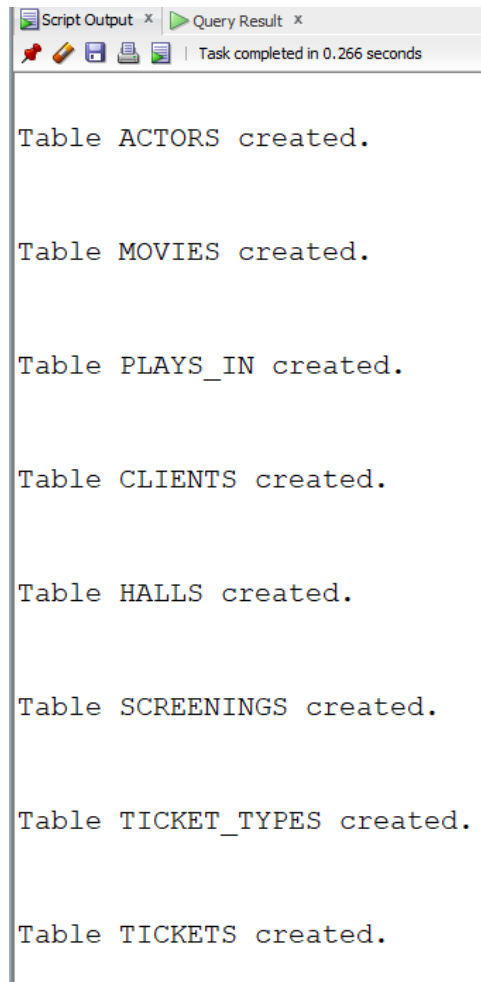 Script Output x Query Result x
Task completed in 0.266 seconds
Table ACTORS created.
Table MOVIES created.
Table PLAYS_IN created.
Table CLIENTS created.
Table HALLS created.
Table SCREENINGS created.
Table TICKET_TYPES created.
Table TICKETS created.